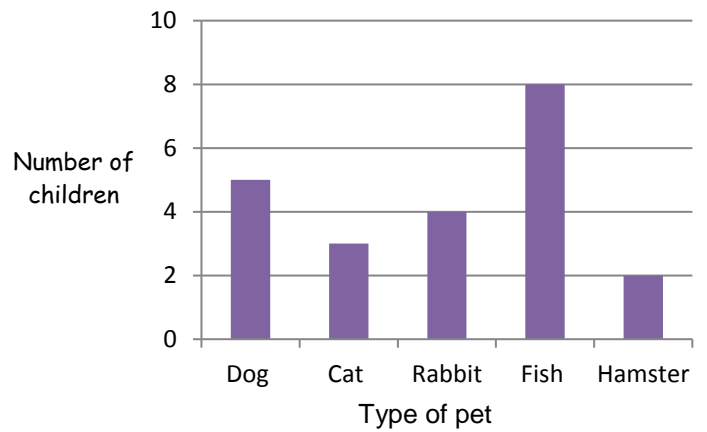 10
8
6
4
2
0
Number of
children
Dog Cat Rabbit Fish Hamster
Type of pet